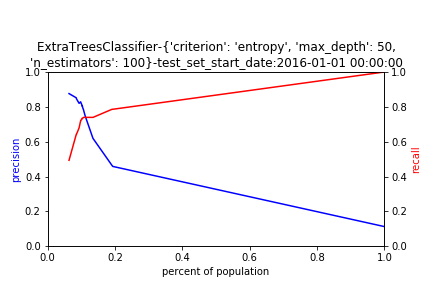 ExtraTreesClassifier-{'criterion': 'entropy', 'max_depth': 50,
'n_estimators': 100}-test_set_start_date:2016-01-01 00:00:00
1.0
0.8
0.6
0.4
0.2
0.0
precision
1.0
0.8
0.6
0.4
0.2
0.0
recall
0.0 0.2 0.4 0.6 0.8 1.0
percent of population